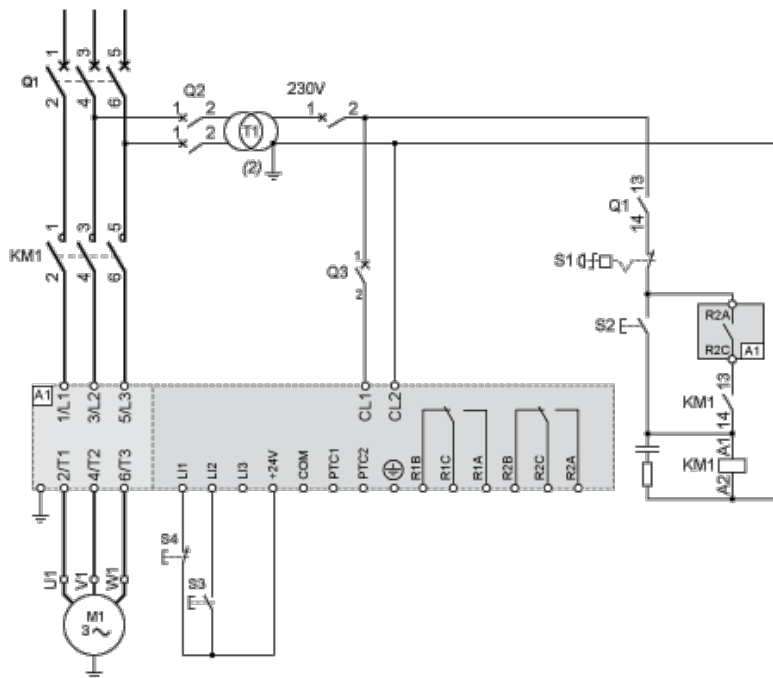 1 3 5
Q1
2 4 6
Q2
1 2
1 2
T1
(2)
230V
1 2
1 3 5
KM1
2 4 6
Q3
1
2
13
Q1
14
S1
S2
R2A
R2C
A1
13
KM1
14
A1
KM1
A2
A1
1/L1 3/L2 5/L3 CL1 CL2
2/T1 4/T2 6/T3 LI1 LI2 LI3 +24V COM PTC1 PTC2 R1B R1C R1A R2B R2C R2A
S4
S3
V1 W1
M1
3